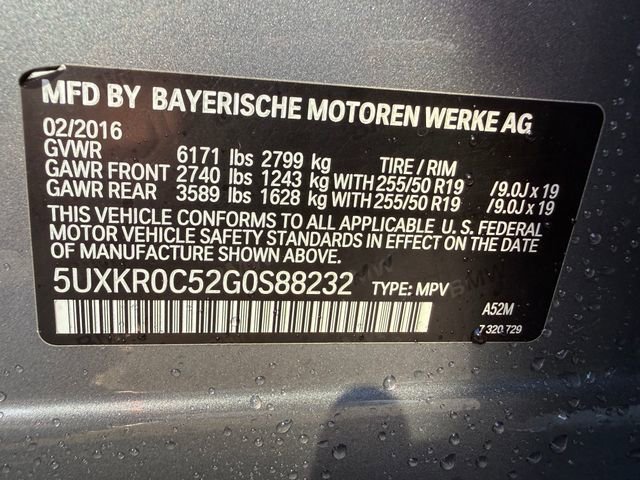 MFD BY BAYERISCHE MOTOREN WERKE AG
02/2016
GVWR 6171 lbs 2799 kg TIRE / RIM
GAWR FRONT 2740 lbs 1243 kg WITH 255/50 R19 /9.0J x 19
GAWR REAR 3589 lbs 1628 kg WITH 255/50 R19 /9.0J x 19
THIS VEHICLE CONFORMS TO ALL APPLICABLE U. S. FEDERAL
MOTOR VEHICLE SAFETY STANDARDS IN EFFECT ON THE DATE
OF MANUFACTURE SHOWN ABOVE.
5UXKR0C52G0S88232 TYPE: MPV
A52M
7 320 729